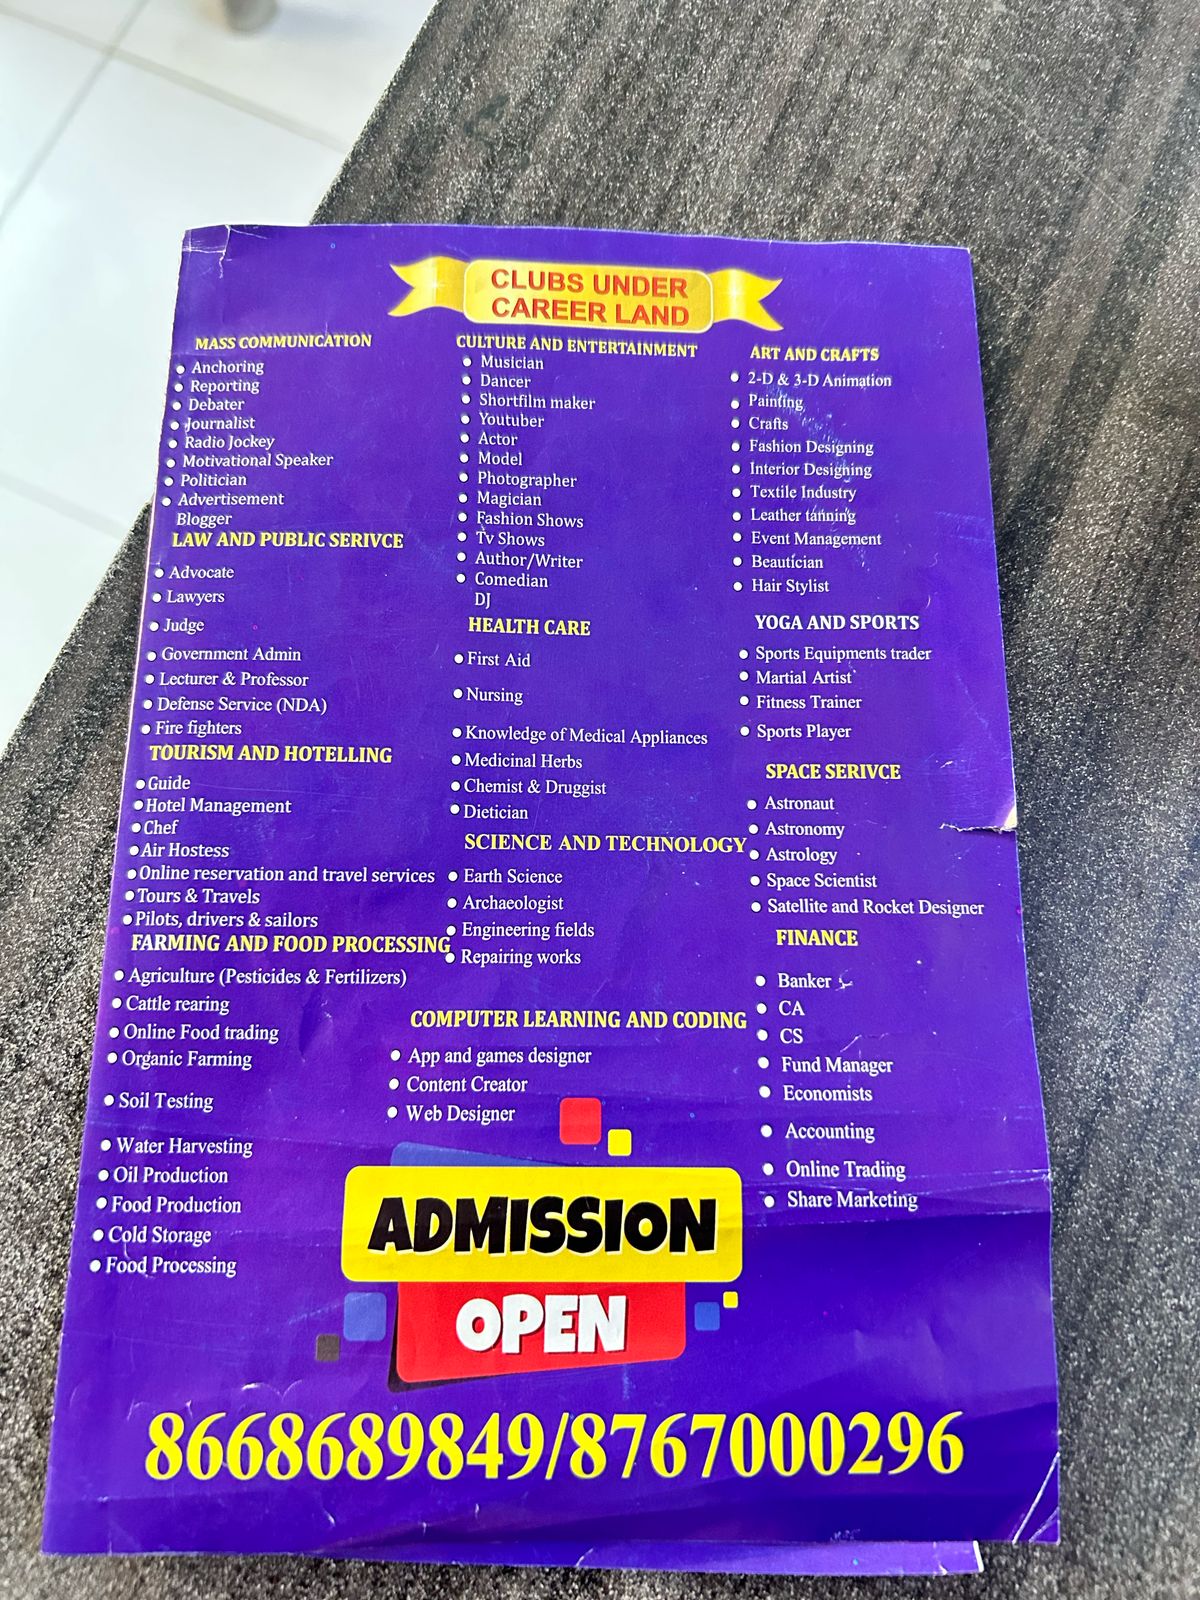 CLUBS UNDER
CAREER LAND
MASS COMMUNICATION
Anchoring
Reporting
Debater
Journalist
Radio Jockey
Motivational Speaker
Politician
Advertisement
Blogger
LAW AND PUBLIC SERIVCE
Advocate
Lawyers
Judge
Government Admin
Lecturer & Professor
Defense Service (NDA)
Fire fighters
TOURISM AND HOTELLING
Guide
Hotel Management
Chef
Air Hostess
Online reservation and travel services
Tours & Travels
Pilots, drivers & sailors
FARMING AND FOOD PROCESSING
Agriculture (Pesticides & Fertilizers)
Cattle rearing
Online Food trading
Organic Farming
Soil Testing
Water Harvesting
Oil Production
Food Production
Cold Storage
Food Processing
CULTURE AND ENTERTAINMENT
Musician
Dancer
Shortfilm maker
Youtuber
Actor
Model
Photographer
Magician
Fashion Shows
Tv Shows
Author/Writer
Comedian
DJ
HEALTH CARE
First Aid
Nursing
Knowledge of Medical Appliances
Medicinal Herbs
Chemist & Druggist
Dietician
SCIENCE AND TECHNOLOGY
Earth Science
Archaeologist
Engineering fields
Repairing works
COMPUTER LEARNING AND CODING
App and games designer
Content Creator
Web Designer
ART AND CRAFTS
2-D & 3-D Animation
Painting
Crafts
Fashion Designing
Interior Designing
Textile Industry
Leather tanning
Event Management
Beautician
Hair Stylist
YOGA AND SPORTS
Sports Equipments trader
Martial Artist
Fitness Trainer
Sports Player
SPACE SERIVCE
Astronaut
Astronomy
Astrology
Space Scientist
Satellite and Rocket Designer
FINANCE
Banker
CA
CS
Fund Manager
Economists
Accounting
Online Trading
Share Marketing
ADMISSION
OPEN
8668689849/8767000296